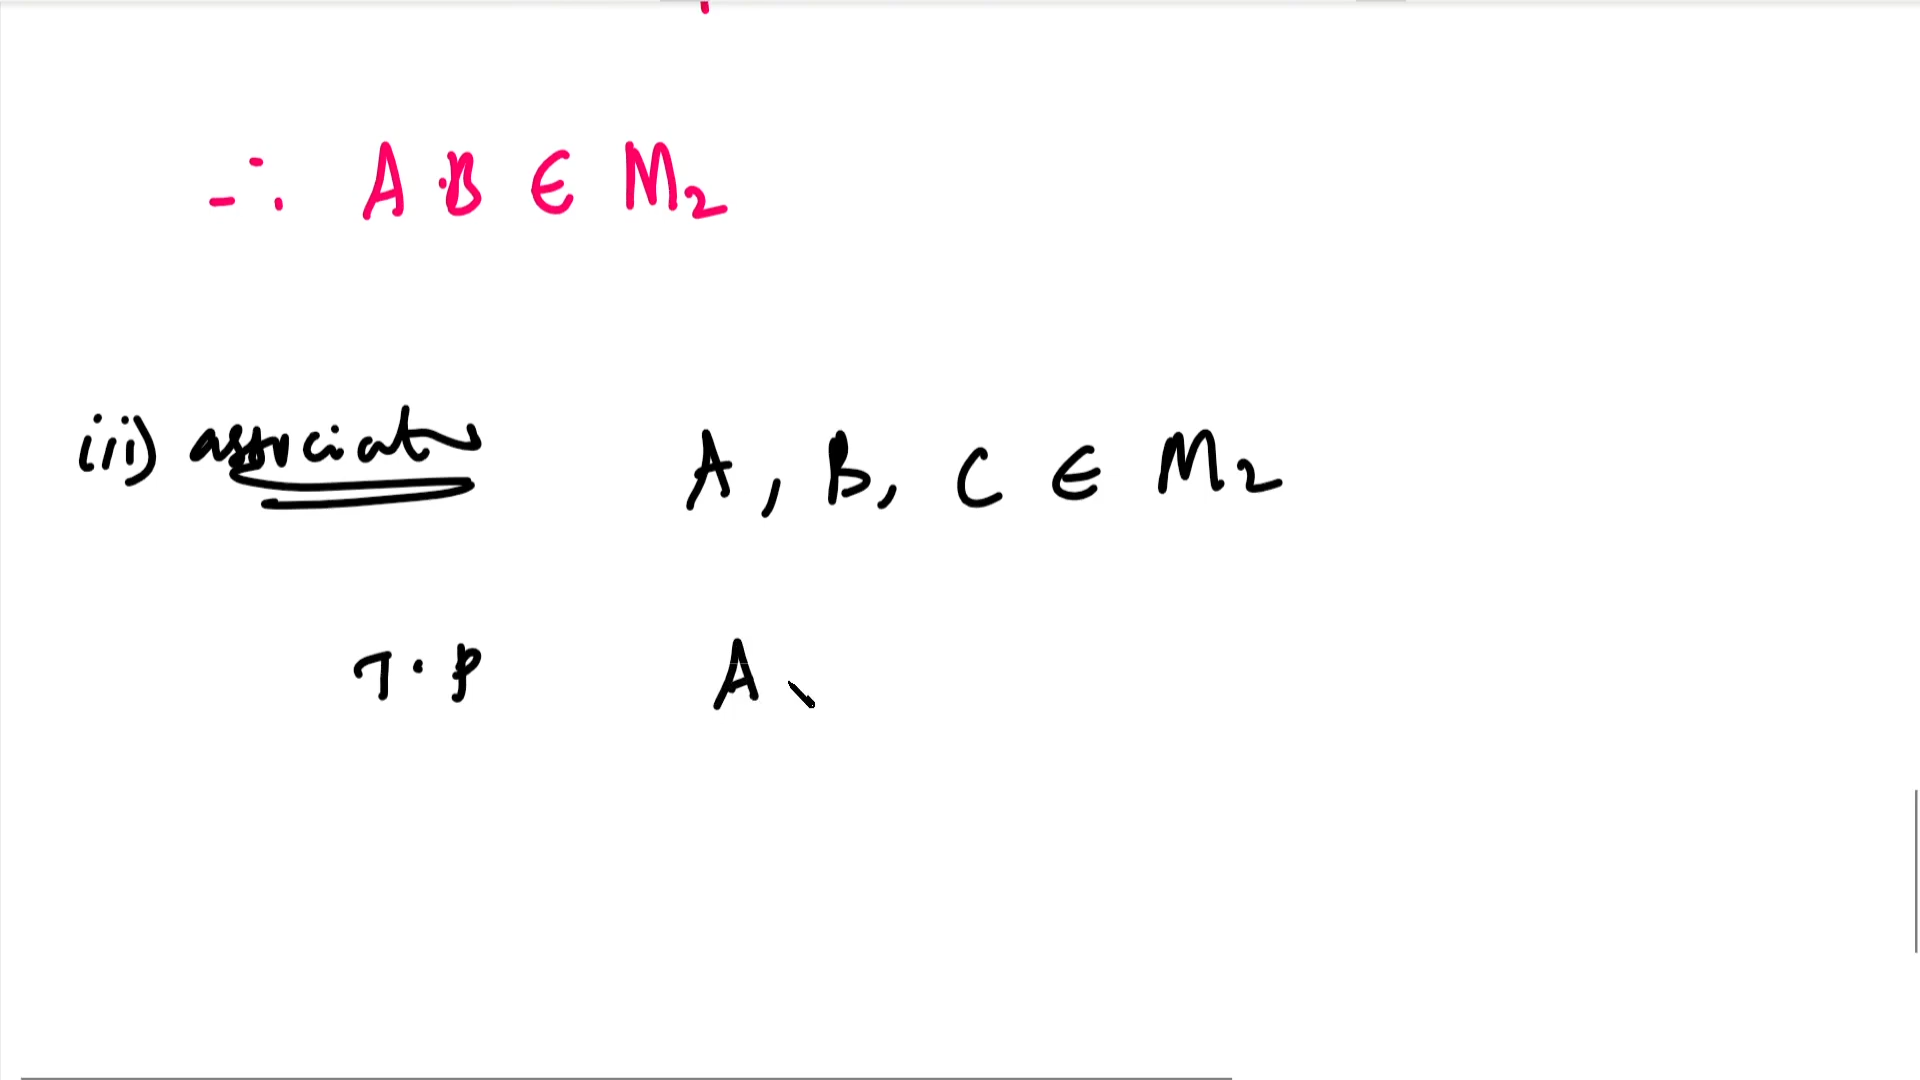 ∴ A·B ∈ M₂
iii) associative A, B, C ∈ M₂
T.P A